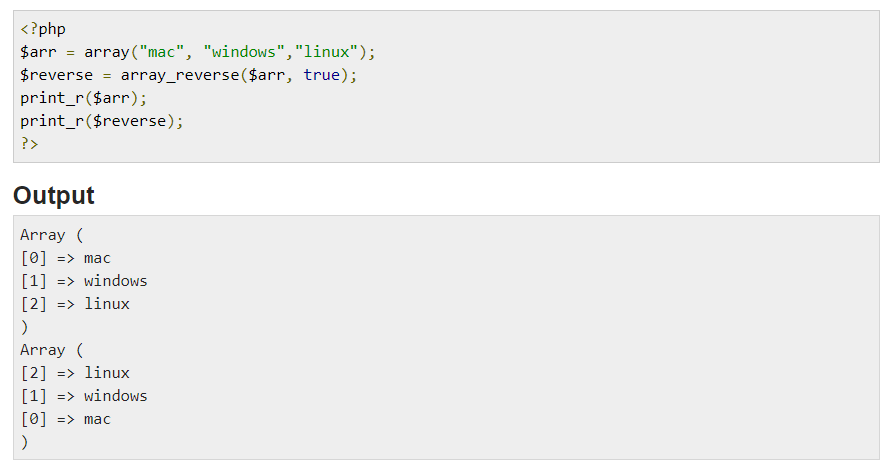 <?php
$arr = array("mac", "windows","linux");
$reverse = array_reverse($arr, true);
print_r($arr);
print_r($reverse);
?>
Output
Array (
[0] => mac
[1] => windows
[2] => linux
)
Array (
[2] => linux
[1] => windows
[0] => mac
)